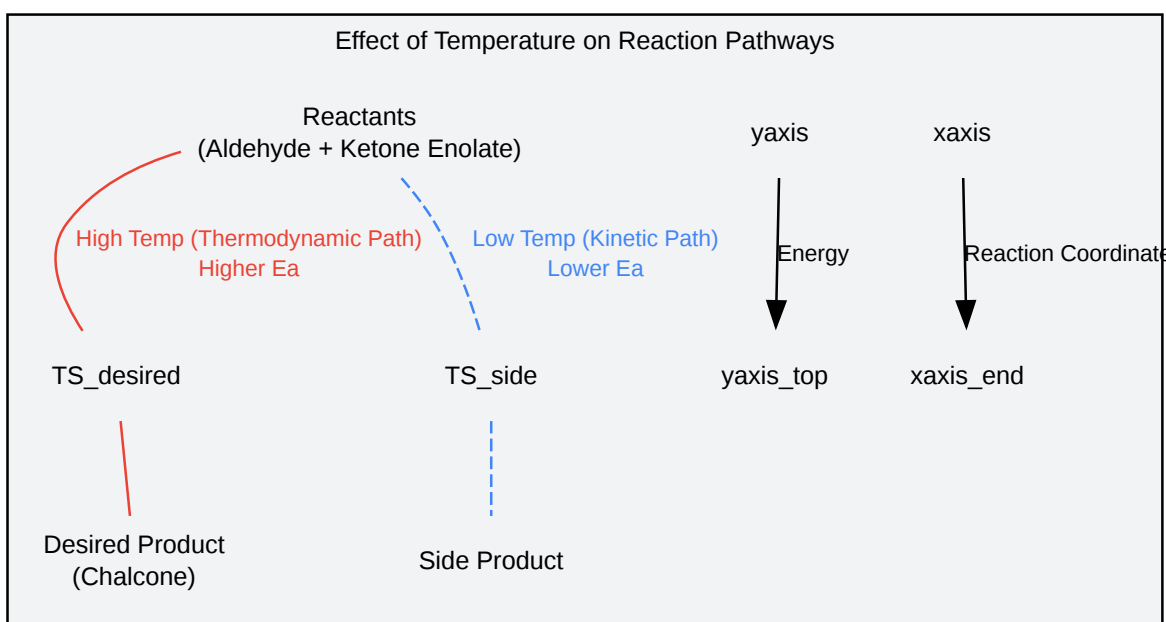 Effect of Temperature on Reaction Pathways
Reactants
(Aldehyde + Ketone Enolate)
yaxis
xaxis
High Temp (Thermodynamic Path)
Higher Ea
Low Temp (Kinetic Path)
Lower Ea
Energy
Reaction Coordinate
TS_desired
TS_side
yaxis_top
xaxis_end
Desired Product
(Chalcone)
Side Product